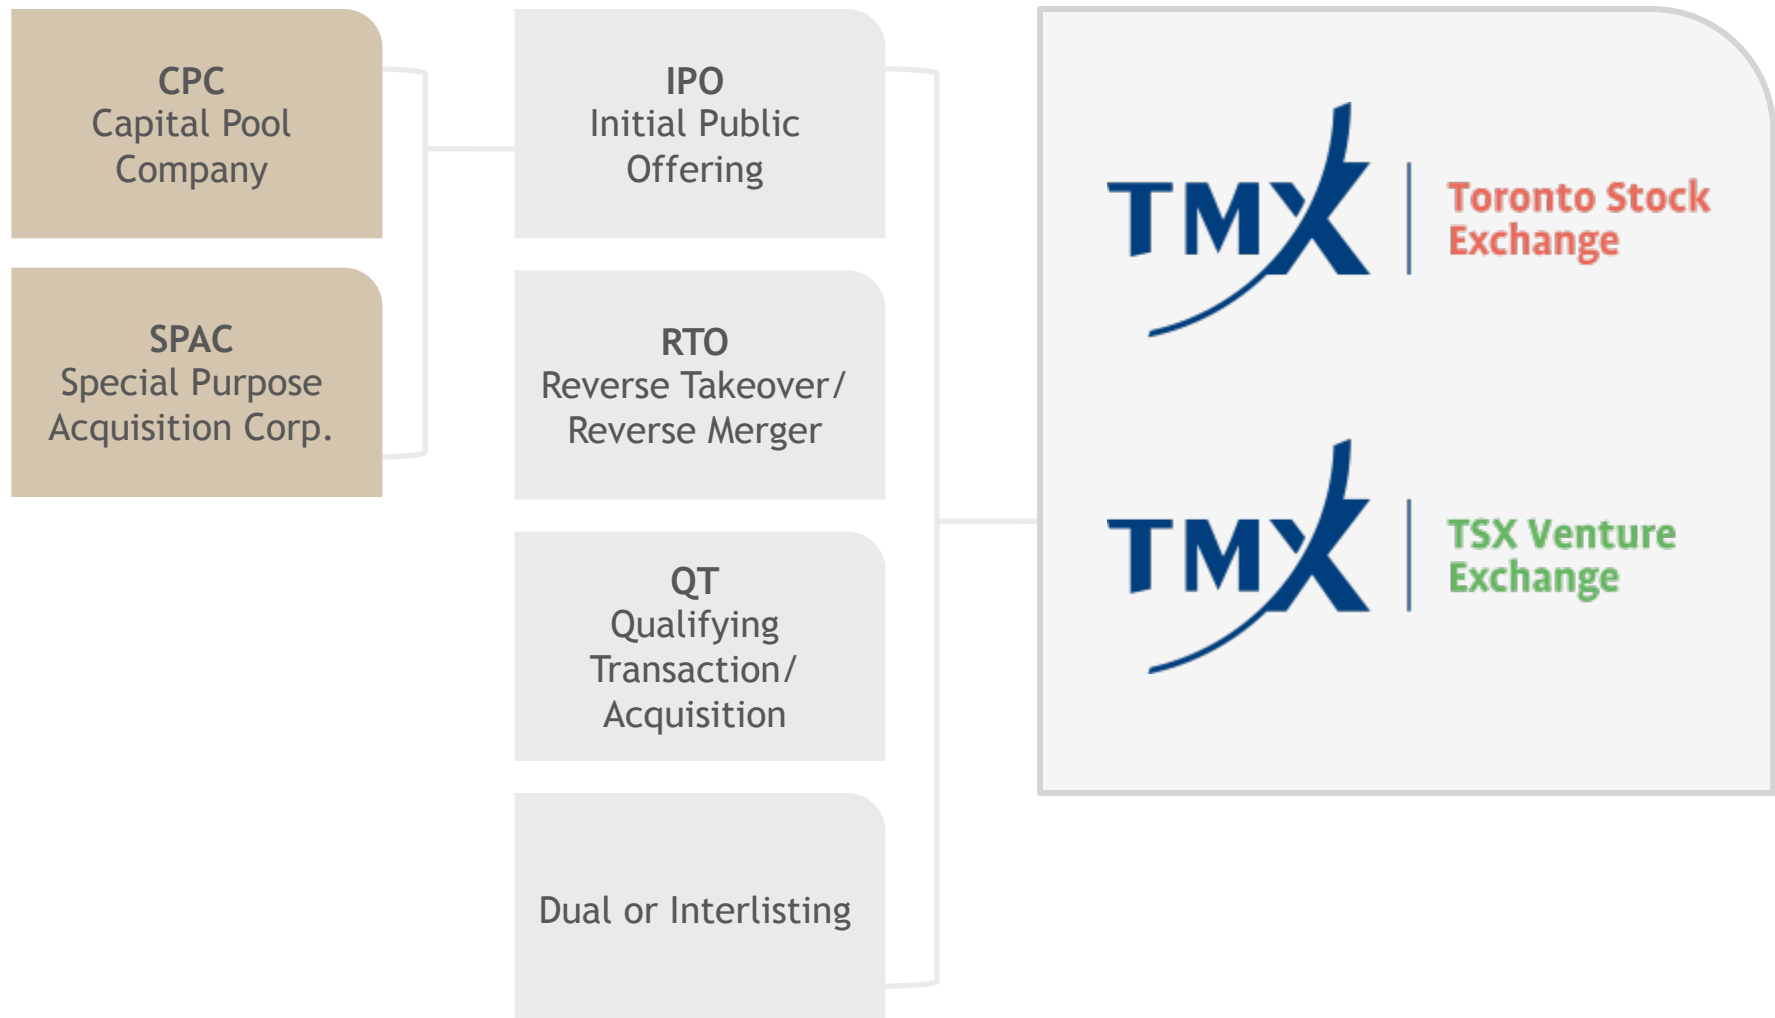 CPC
Capital Pool
Company
SPAC
Special Purpose
Acquisition Corp.
IPO
Initial Public
Offering
RTO
Reverse Takeover/
Reverse Merger
QT
Qualifying
Transaction/
Acquisition
Dual or Interlisting
TMX
Toronto Stock
Exchange
TMX
TSX Venture
Exchange